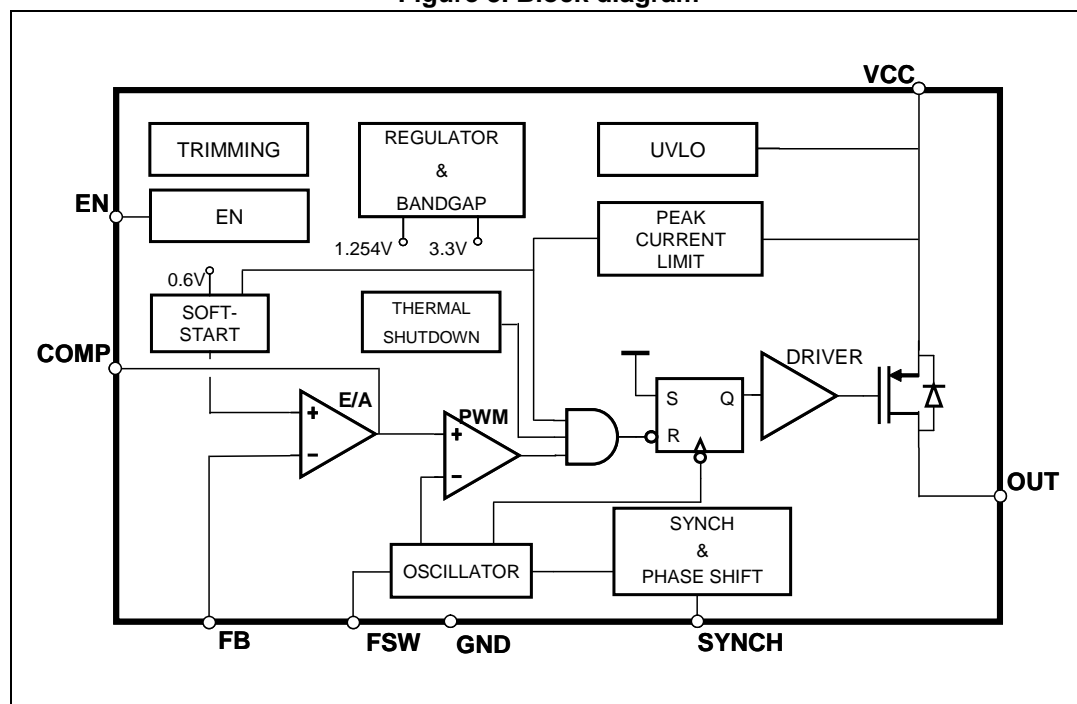 Figure 3. Block diagram
VCC
TRIMMING
REGULATOR
&
BANDGAP
UVLO
EN
EN
PEAK
CURRENT
LIMIT
1.254V
3.3V
0.6V
SOFT-
START
THERMAL
SHUTDOWN
COMP
DRIVER
E/A
+
−
PWM
+
−
S
Q
R
OUT
SYNCH
&
PHASE SHIFT
OSCILLATOR
FB
FSW
GND
SYNCH